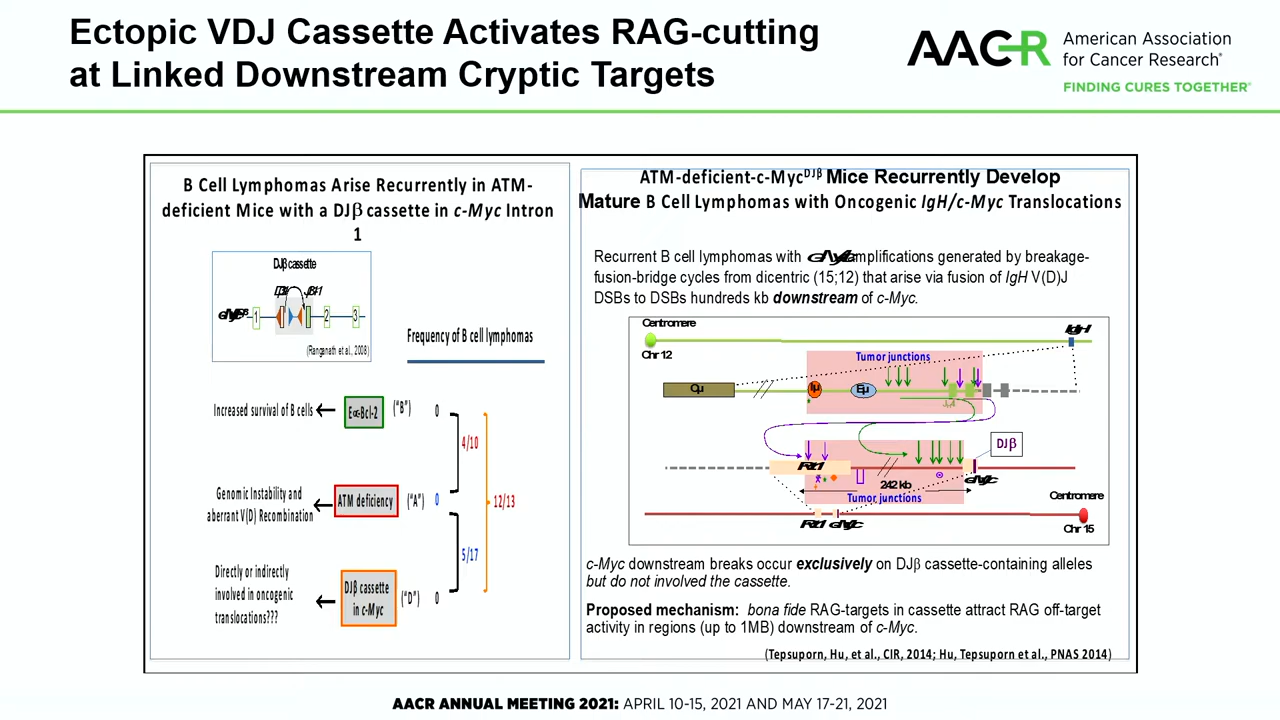 Ectopic VDJ Cassette Activates RAG-cutting
at Linked Downstream Cryptic Targets
AACR American Association
for Cancer Research®
FINDING CURES TOGETHER®
B Cell Lymphomas Arise Recurrently in ATM-
deficient Mice with a DJβ cassette in c-Myc Intron
1
DJβ cassette
1
2
3
(Ranganath et al., 2008)
Frequency of B cell lymphomas
Increased survival of B cells
("B")
0
4/10
Genomic Instability and
aberrant V(D) Recombination
ATM deficiency
("A")
0
12/13
5/17
Directly or indirectly
involved in oncogenic
translocations???
DJβ cassette
in c-Myc
("D")
0
ATM-deficient-c-Myc^DJβ Mice Recurrently Develop
Mature B Cell Lymphomas with Oncogenic IgH/c-Myc Translocations
Recurrent B cell lymphomas with amplifications generated by breakage-
fusion-bridge cycles from dicentric (15;12) that arise via fusion of IgH V(D)J
DSBs to DSBs hundreds kb downstream of c-Myc.
Centromere
IgH
Chr 12
Tumor junctions
Cμ
Iμ
Eμ
DJβ
Pvt1
242 kb
Tumor junctions
Centromere
Pvt1
Chr 15
c-Myc downstream breaks occur exclusively on DJβ cassette-containing alleles
but do not involved the cassette.
Proposed mechanism: bona fide RAG-targets in cassette attract RAG off-target
activity in regions (up to 1MB) downstream of c-Myc.
(Tepsuporn, Hu, et al., CIR, 2014; Hu, Tepsuporn et al., PNAS 2014)
AACR ANNUAL MEETING 2021: APRIL 10-15, 2021 AND MAY 17-21, 2021